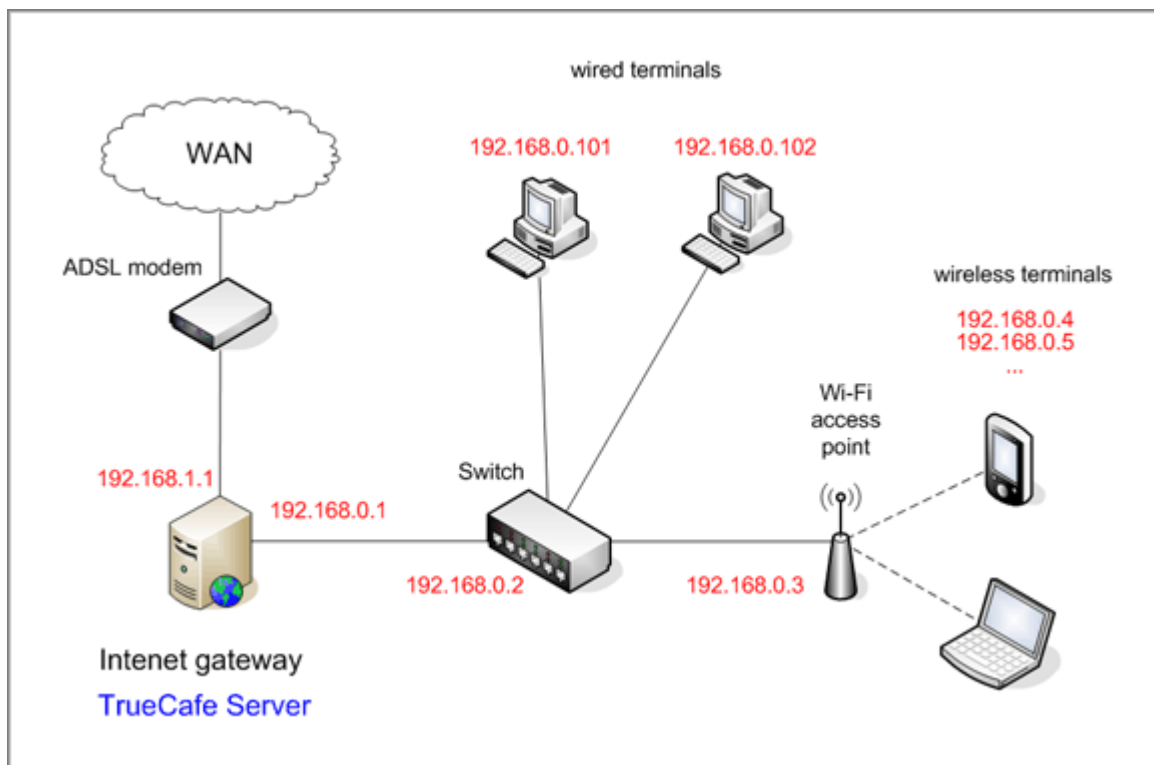 wired terminals
WAN
192.168.0.101
192.168.0.102
ADSL modem
wireless terminals
192.168.0.4
192.168.0.5
...
Wi-Fi
access
point
Switch
192.168.1.1
192.168.0.1
192.168.0.2
192.168.0.3
Intenet gateway
TrueCafe Server